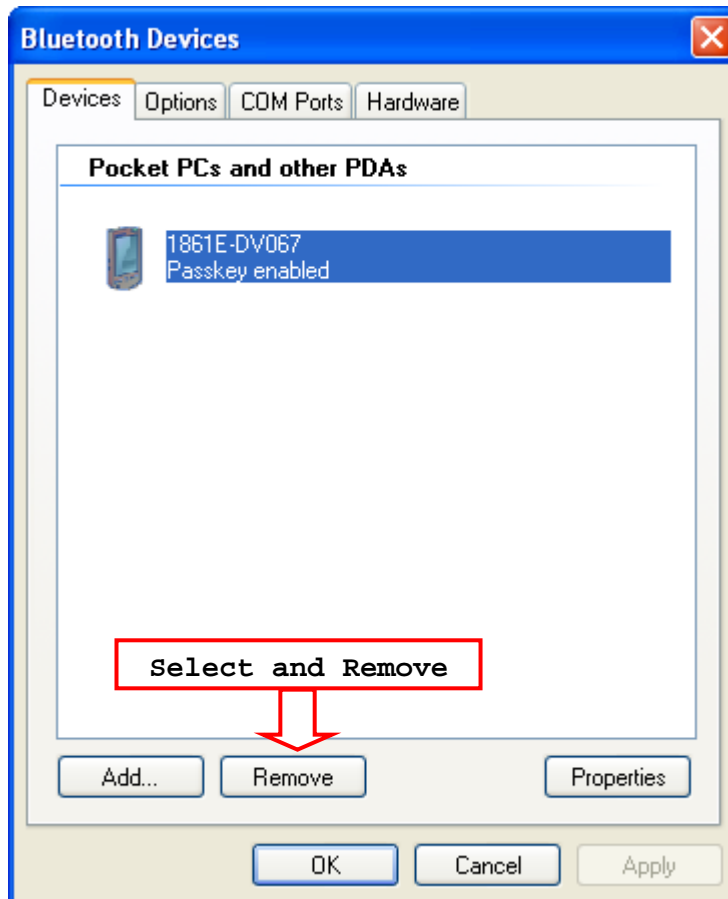 Bluetooth Devices
Devices Options COM Ports Hardware
Pocket PCs and other PDAs
1861E-DV067
Passkey enabled
Select and Remove
Add... Remove Properties
OK Cancel Apply